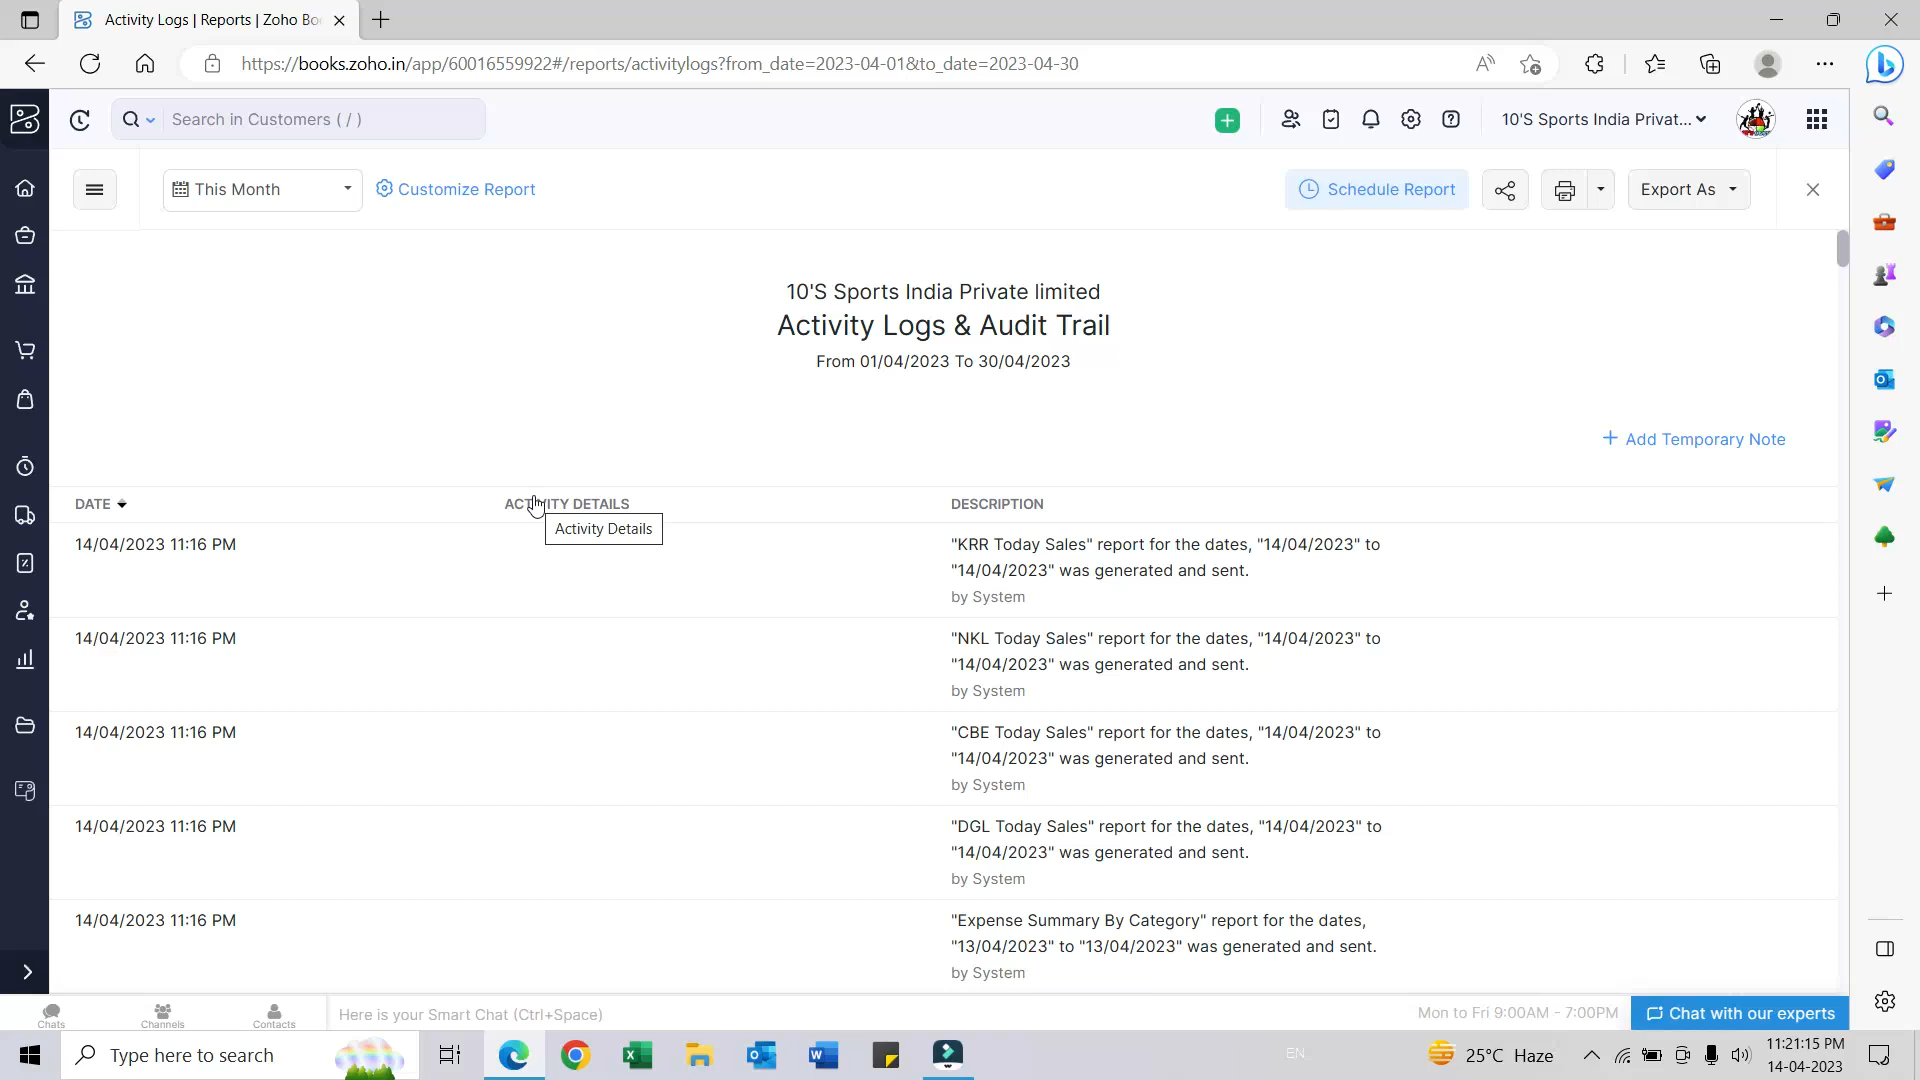 Activity Logs | Reports | Zoho Bo
https://books.zoho.in/app/60016559922#/reports/activitylogs?from_date=2023-04-01&to_date=2023-04-30
Search in Customers ( / )
10'S Sports India Privat...
This Month
Customize Report
Schedule Report
Export As
10'S Sports India Private limited
Activity Logs & Audit Trail
From 01/04/2023 To 30/04/2023
+ Add Temporary Note
DATE ACTIVITY DETAILS DESCRIPTION
Activity Details
14/04/2023 11:16 PM "KRR Today Sales" report for the dates, "14/04/2023" to
"14/04/2023" was generated and sent.
by System
14/04/2023 11:16 PM "NKL Today Sales" report for the dates, "14/04/2023" to
"14/04/2023" was generated and sent.
by System
14/04/2023 11:16 PM "CBE Today Sales" report for the dates, "14/04/2023" to
"14/04/2023" was generated and sent.
by System
14/04/2023 11:16 PM "DGL Today Sales" report for the dates, "14/04/2023" to
"14/04/2023" was generated and sent.
by System
14/04/2023 11:16 PM "Expense Summary By Category" report for the dates,
"13/04/2023" to "13/04/2023" was generated and sent.
by System
Chats Channels Contacts Here is your Smart Chat (Ctrl+Space) Mon to Fri 9:00AM - 7:00PM Chat with our experts
Type here to search EN 25°C Haze 11:21:15 PM
14-04-2023